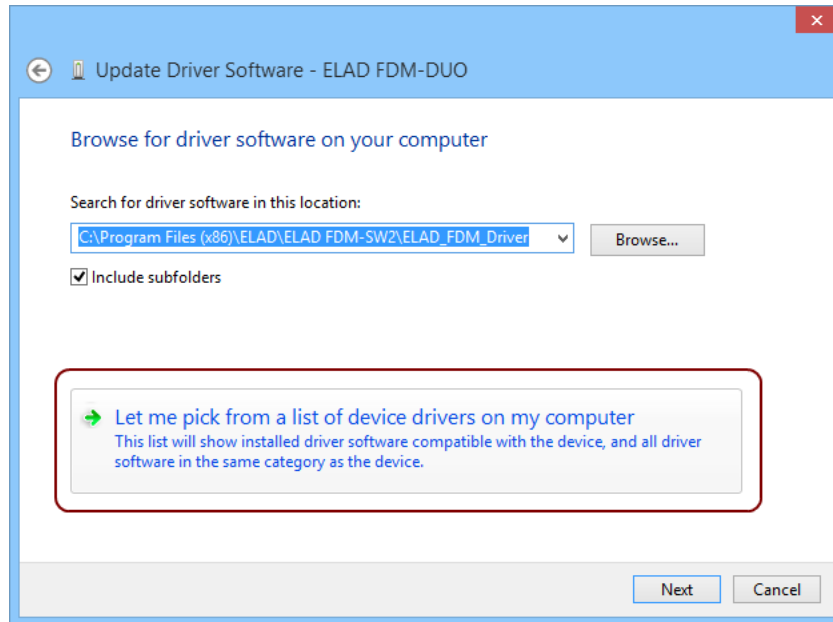 Update Driver Software - ELAD FDM-DUO
Browse for driver software on your computer
Search for driver software in this location:
C:\Program Files (x86)\ELAD\ELAD FDM-SW2\ELAD_FDM_Driver
Browse...
Include subfolders
Let me pick from a list of device drivers on my computer
This list will show installed driver software compatible with the device, and all driver
software in the same category as the device.
Next
Cancel